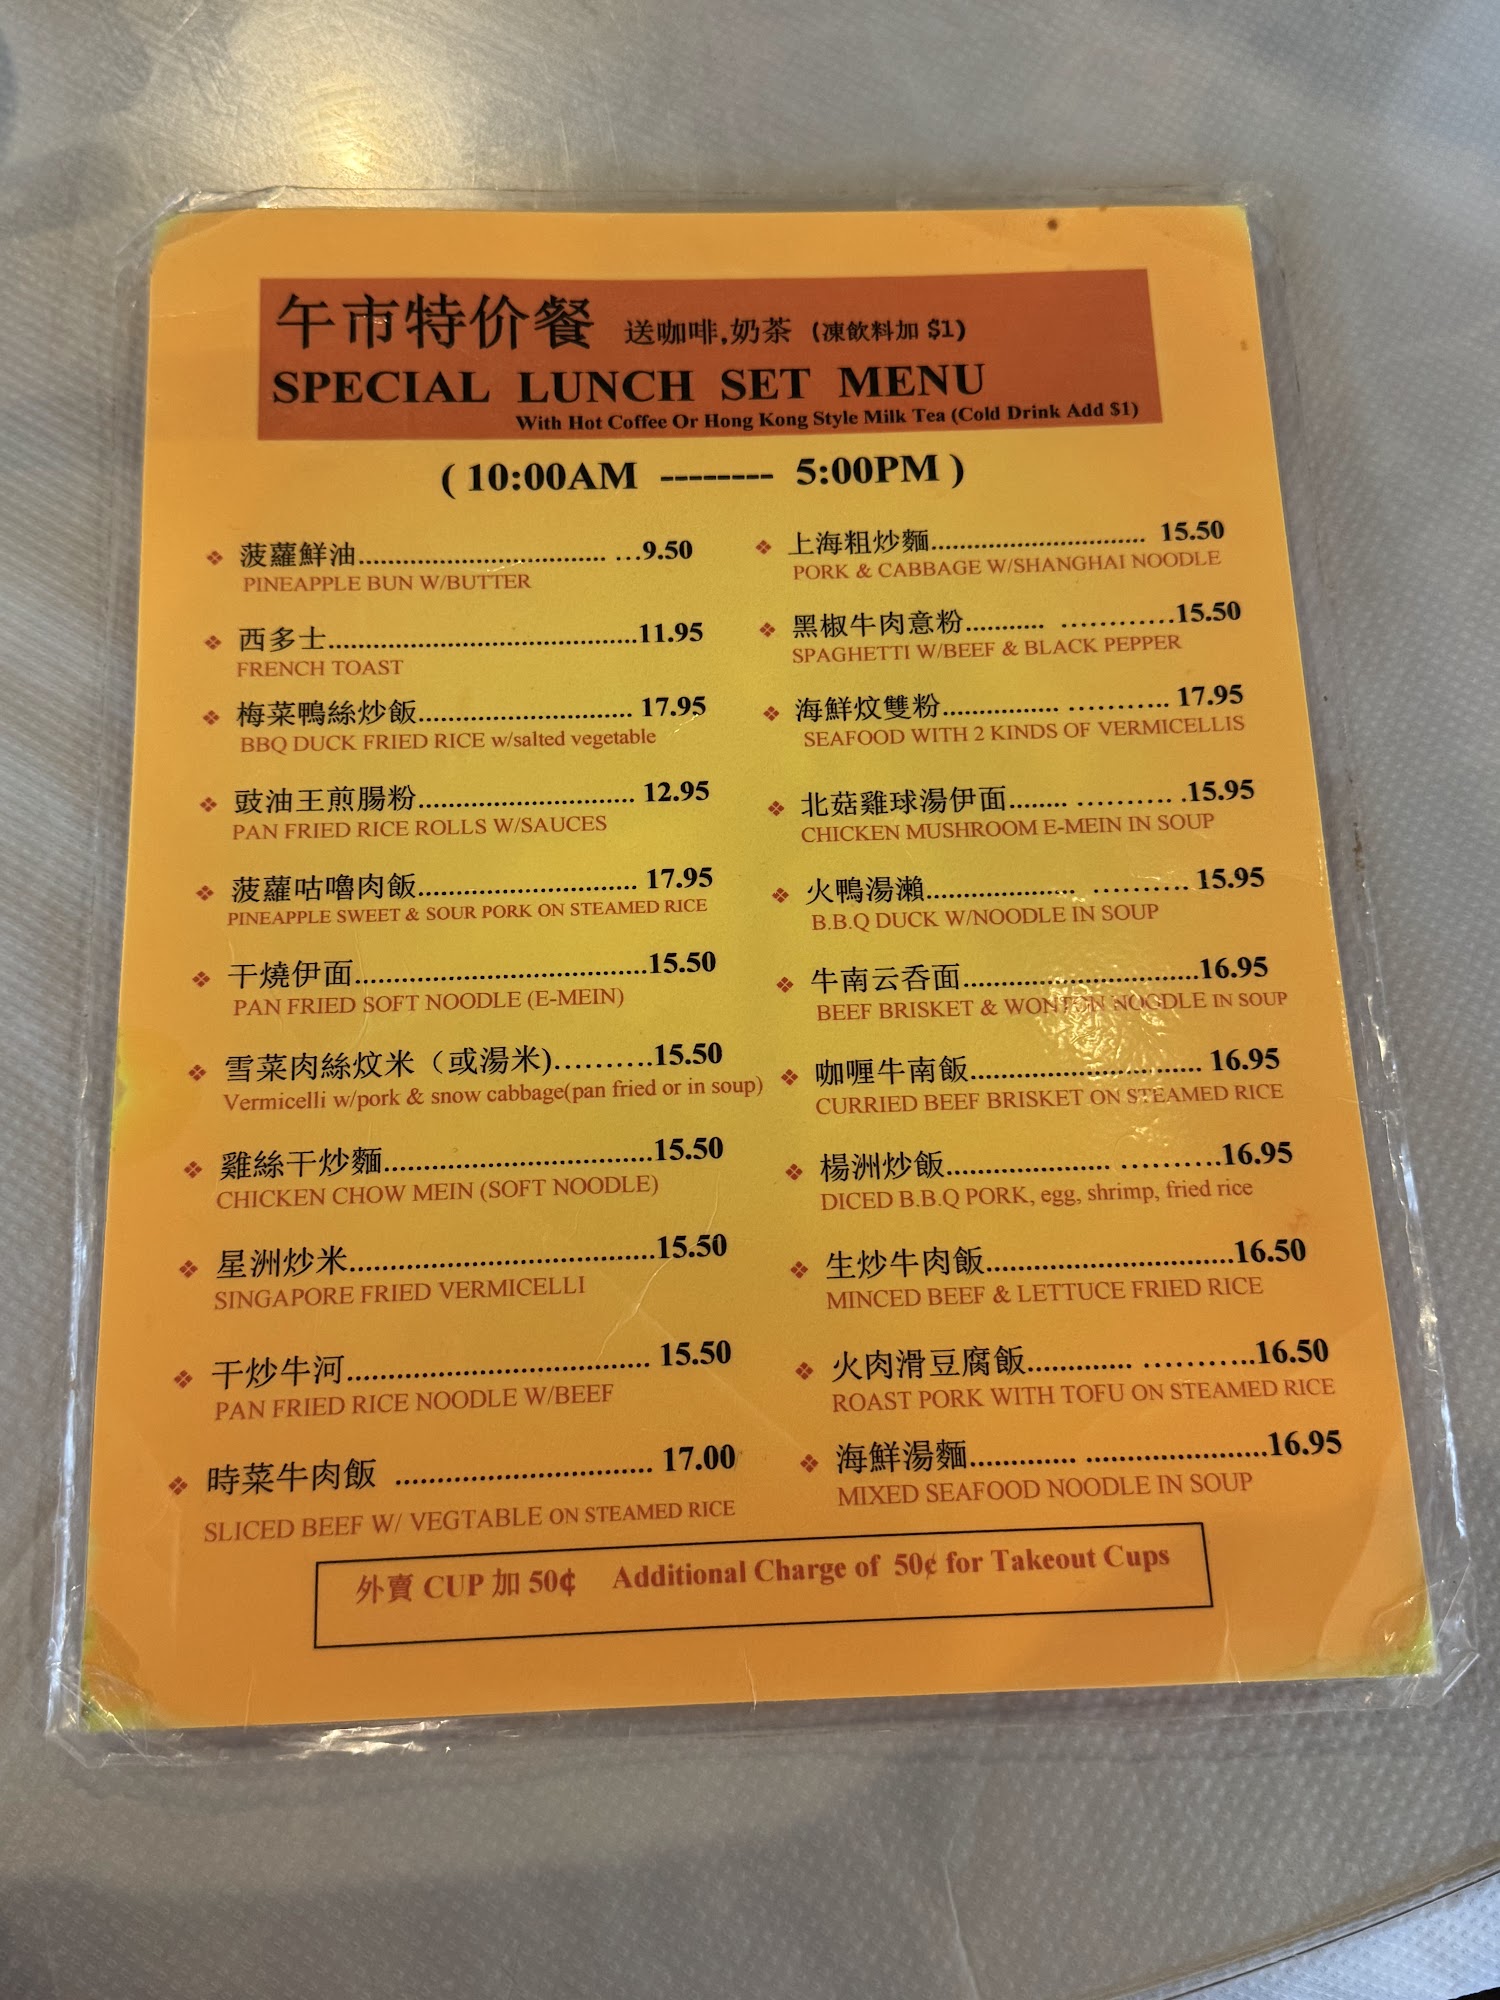 午市特价餐 送咖啡,奶茶 (凍飲料加 $1)
SPECIAL LUNCH SET MENU
With Hot Coffee Or Hong Kong Style Milk Tea (Cold Drink Add $1)
( 10:00AM -------- 5:00PM )
菠蘿鮮油................................ ...9.50
PINEAPPLE BUN W/BUTTER
西多士........................................11.95
FRENCH TOAST
梅菜鴨絲炒飯............................ 17.95
BBQ DUCK FRIED RICE w/salted vegetable
豉油王煎腸粉............................ 12.95
PAN FRIED RICE ROLLS W/SAUCES
菠蘿咕嚕肉飯............................ 17.95
PINEAPPLE SWEET & SOUR PORK ON STEAMED RICE
干燒伊面.....................................15.50
PAN FRIED SOFT NOODLE (E-MEIN)
雪菜肉絲炆米（或湯米)..........15.50
Vermicelli w/pork & snow cabbage(pan fried or in soup)
雞絲干炒麵..................................15.50
CHICKEN CHOW MEIN (SOFT NOODLE)
星洲炒米.......................................15.50
SINGAPORE FRIED VERMICELLI
干炒牛河....................................... 15.50
PAN FRIED RICE NOODLE W/BEEF
時菜牛肉飯 ................................. 17.00
SLICED BEEF W/ VEGTABLE ON STEAMED RICE
上海粗炒麵............................ 15.50
PORK & CABBAGE W/SHANGHAI NOODLE
黑椒牛肉意粉........... ............15.50
SPAGHETTI W/BEEF & BLACK PEPPER
海鮮炆雙粉................ ........... 17.95
SEAFOOD WITH 2 KINDS OF VERMICELLIS
北菇雞球湯伊面........ .......... .15.95
CHICKEN MUSHROOM E-MEIN IN SOUP
火鴨湯瀨.................... .......... 15.95
B.B.Q DUCK W/NOODLE IN SOUP
牛南云呑面...............................16.95
BEEF BRISKET & WONTON NOODLE IN SOUP
咖喱牛南飯.............................. 16.95
CURRIED BEEF BRISKET ON STEAMED RICE
楊洲炒飯..................... ..........16.95
DICED B.B.Q PORK, egg, shrimp, fried rice
生炒牛肉飯................................16.50
MINCED BEEF & LETTUCE FRIED RICE
火肉滑豆腐飯............. ...........16.50
ROAST PORK WITH TOFU ON STEAMED RICE
海鮮湯麵............. .......................16.95
MIXED SEAFOOD NOODLE IN SOUP
外賣 CUP 加 50¢ Additional Charge of 50¢ for Takeout Cups